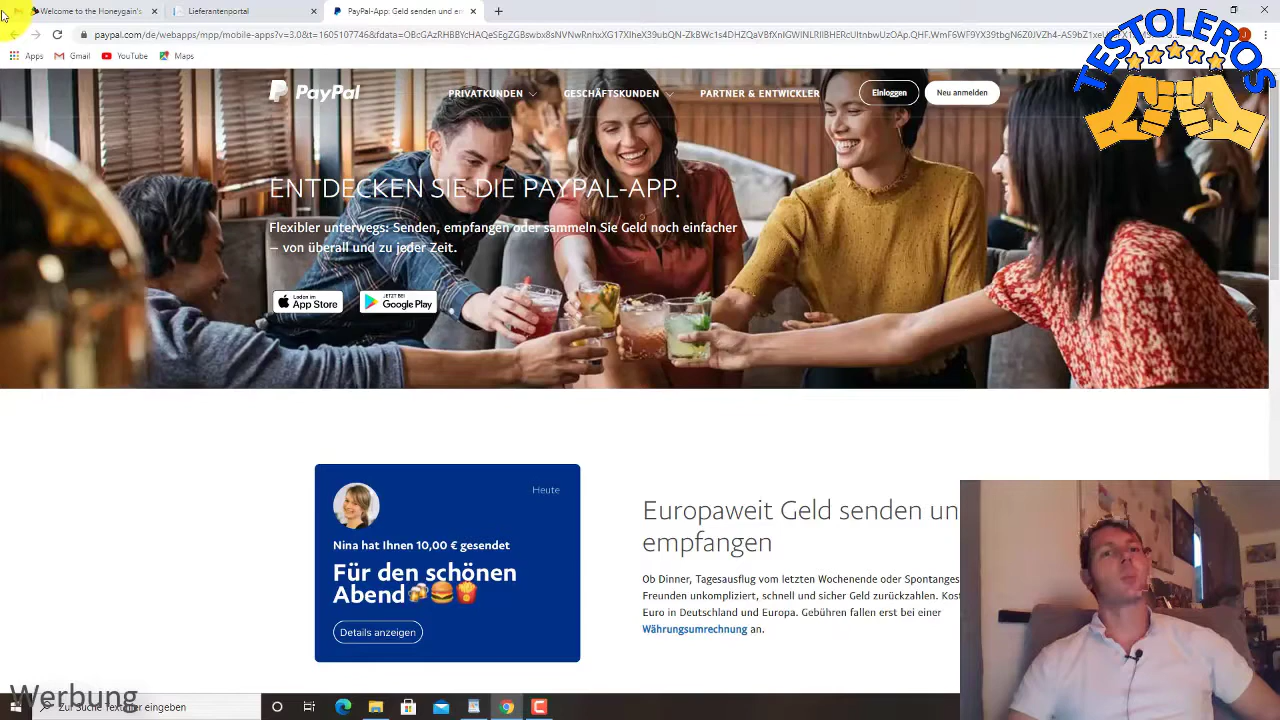 Welcome to the Honeygain's
Lieferantenportal
PayPal-App: Geld senden und er
Apps
Gmail
YouTube
Maps
TESTOLEROS
PayPal
PRIVATKUNDEN
GESCHÄFTSKUNDEN
PARTNER & ENTWICKLER
Einloggen
Neu anmelden
ENTDECKEN SIE DIE PAYPAL-APP.
Flexibler unterwegs: Senden, empfangen oder sammeln Sie Geld noch einfacher
– von überall und zu jeder Zeit.
Laden im
App Store
JETZT BEI
Google Play
Heute
Nina hat Ihnen 10,00 € gesendet
Für den schönen
Abend🍻🍔🍟
Details anzeigen
Europaweit Geld senden un
empfangen
Ob Dinner, Tagesausflug vom letzten Wochenende oder Spontanges
Freunden unkompliziert, schnell und sicher Geld zurückzahlen. Kost
Euro in Deutschland und Europa. Gebühren fallen erst bei einer
Währungsumrechnung an.
Werbung
Zur Suche Text hier eingeben